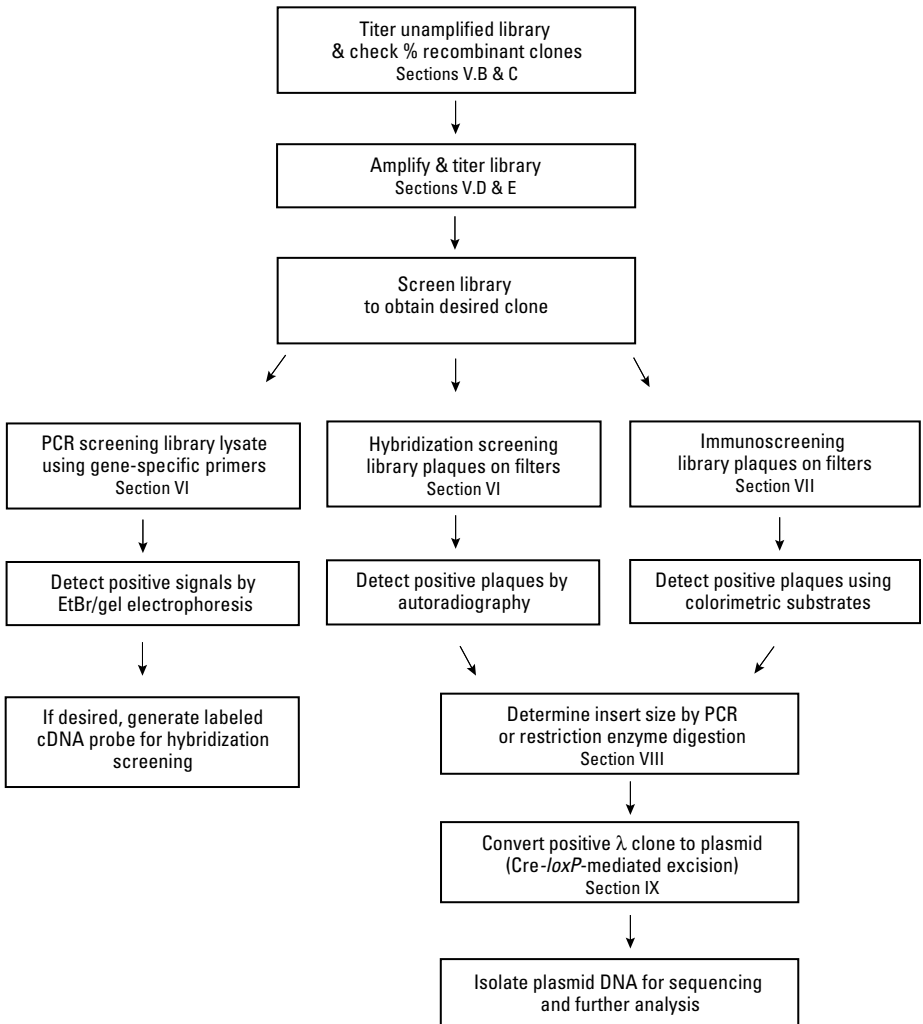 Titer unamplified library
& check % recombinant clones
Sections V.B & C
Amplify & titer library
Sections V.D & E
Screen library
to obtain desired clone
PCR screening library lysate
using gene-specific primers
Section VI
Hybridization screening
library plaques on filters
Section VI
Immunoscreening
library plaques on filters
Section VII
Detect positive signals by
EtBr/gel electrophoresis
Detect positive plaques by
autoradiography
Detect positive plaques using
colorimetric substrates
If desired, generate labeled
cDNA probe for hybridization
screening
Determine insert size by PCR
or restriction enzyme digestion
Section VIII
Convert positive λ clone to plasmid
(Cre-loxP-mediated excision)
Section IX
Isolate plasmid DNA for sequencing
and further analysis